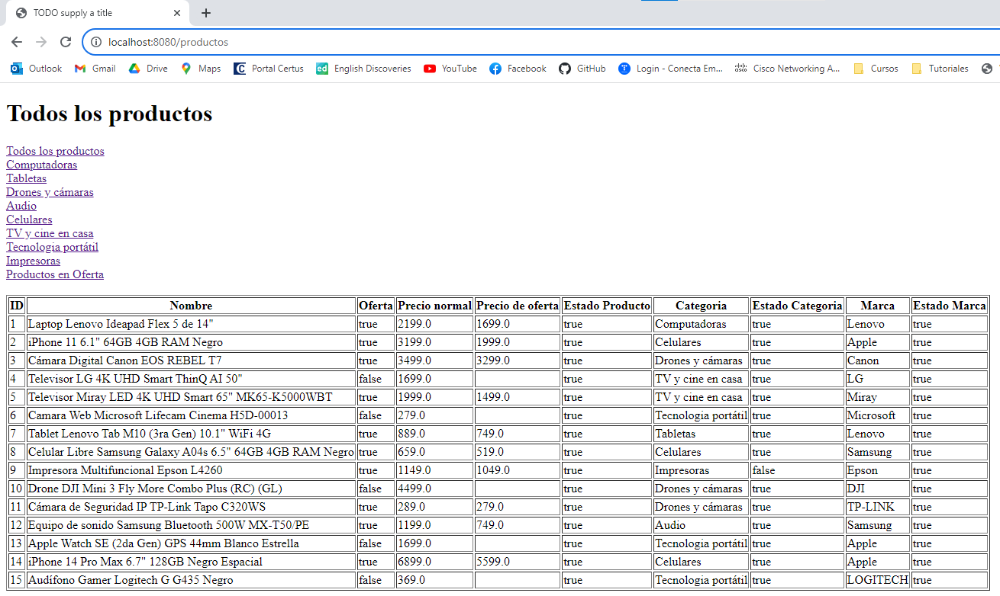 TODO supply a title
localhost:8080/productos
Outlook Gmail Drive Maps Portal Certus ed English Discoveries YouTube Facebook GitHub Login - Conecta Em... Cisco Networking A... Cursos Tutoriales
Todos los productos
Todos los productos
Computadoras
Tabletas
Drones y cámaras
Audio
Celulares
TV y cine en casa
Tecnologia portátil
Impresoras
Productos en Oferta
ID Nombre Oferta Precio normal Precio de oferta Estado Producto Categoria Estado Categoria Marca Estado Marca
1 Laptop Lenovo Ideapad Flex 5 de 14" true 2199.0 1699.0 true Computadoras true Lenovo true
2 iPhone 11 6.1" 64GB 4GB RAM Negro true 3199.0 1999.0 true Celulares true Apple true
3 Cámara Digital Canon EOS REBEL T7 true 3499.0 3299.0 true Drones y cámaras true Canon true
4 Televisor LG 4K UHD Smart ThinQ AI 50" false 1699.0 true TV y cine en casa true LG true
5 Televisor Miray LED 4K UHD Smart 65" MK65-K5000WBT true 1999.0 1499.0 true TV y cine en casa true Miray true
6 Camara Web Microsoft Lifecam Cinema H5D-00013 false 279.0 true Tecnologia portátil true Microsoft true
7 Tablet Lenovo Tab M10 (3ra Gen) 10.1" WiFi 4G true 889.0 749.0 true Tabletas true Lenovo true
8 Celular Libre Samsung Galaxy A04s 6.5" 64GB 4GB RAM Negro true 659.0 519.0 true Celulares true Samsung true
9 Impresora Multifuncional Epson L4260 true 1149.0 1049.0 true Impresoras false Epson true
10 Drone DJI Mini 3 Fly More Combo Plus (RC) (GL) false 4499.0 true Drones y cámaras true DJI true
11 Cámara de Seguridad IP TP-Link Tapo C320WS true 289.0 279.0 true Drones y cámaras true TP-LINK true
12 Equipo de sonido Samsung Bluetooth 500W MX-T50/PE true 1199.0 749.0 true Audio true Samsung true
13 Apple Watch SE (2da Gen) GPS 44mm Blanco Estrella false 1699.0 true Tecnologia portátil true Apple true
14 iPhone 14 Pro Max 6.7" 128GB Negro Espacial true 6899.0 5599.0 true Celulares true Apple true
15 Audífono Gamer Logitech G G435 Negro false 369.0 true Tecnologia portátil true LOGITECH true